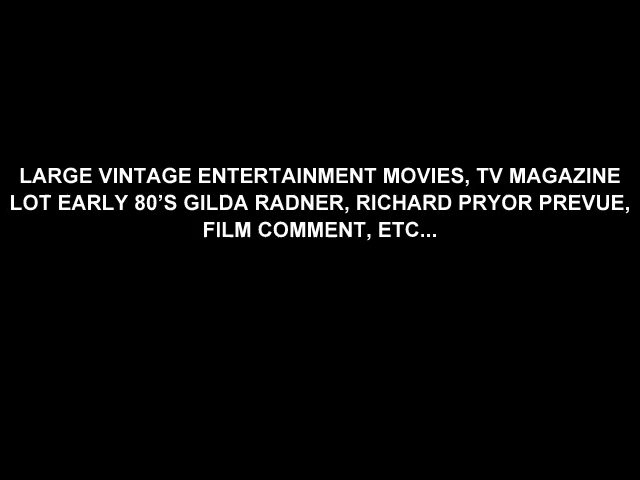 LARGE VINTAGE ENTERTAINMENT MOVIES, TV MAGAZINE
LOT EARLY 80’S GILDA RADNER, RICHARD PRYOR PREVUE,
FILM COMMENT, ETC...